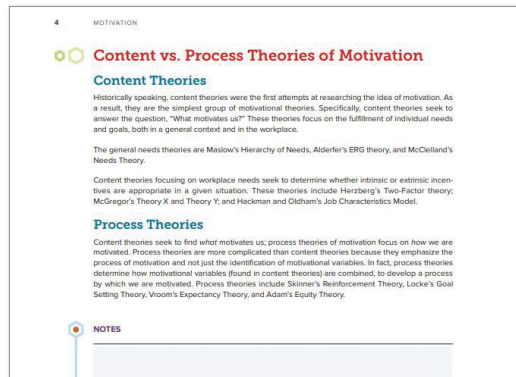 4 MOTIVATION
Content vs. Process Theories of Motivation
Content Theories
Historically speaking, content theories were the first attempts at researching the idea of motivation. As
a result, they are the simplest group of motivational theories. Specifically, content theories seek to
answer the question, "What motivates us?" These theories focus on the fulfillment of individual needs
and goals, both in a general context and in the workplace.
The general needs theories are Maslow's Hierarchy of Needs, Alderfer's ERG theory, and McClelland's
Needs Theory.
Content theories focusing on workplace needs seek to determine whether intrinsic or extrinsic incen-
tives are appropriate in a given situation. These theories include Herzberg's Two-Factor theory;
McGregor's Theory X and Theory Y; and Hackman and Oldham's Job Characteristics Model.
Process Theories
Content theories seek to find what motivates us; process theories of motivation focus on how we are
motivated. Process theories are more complicated than content theories because they emphasize the
process of motivation and not just the identification of motivational variables. In fact, process theories
determine how motivational variables (found in content theories) are combined, to develop a process
by which we are motivated. Process theories include Skinner's Reinforcement Theory, Locke's Goal
Setting Theory, Vroom's Expectancy Theory, and Adam's Equity Theory.
NOTES